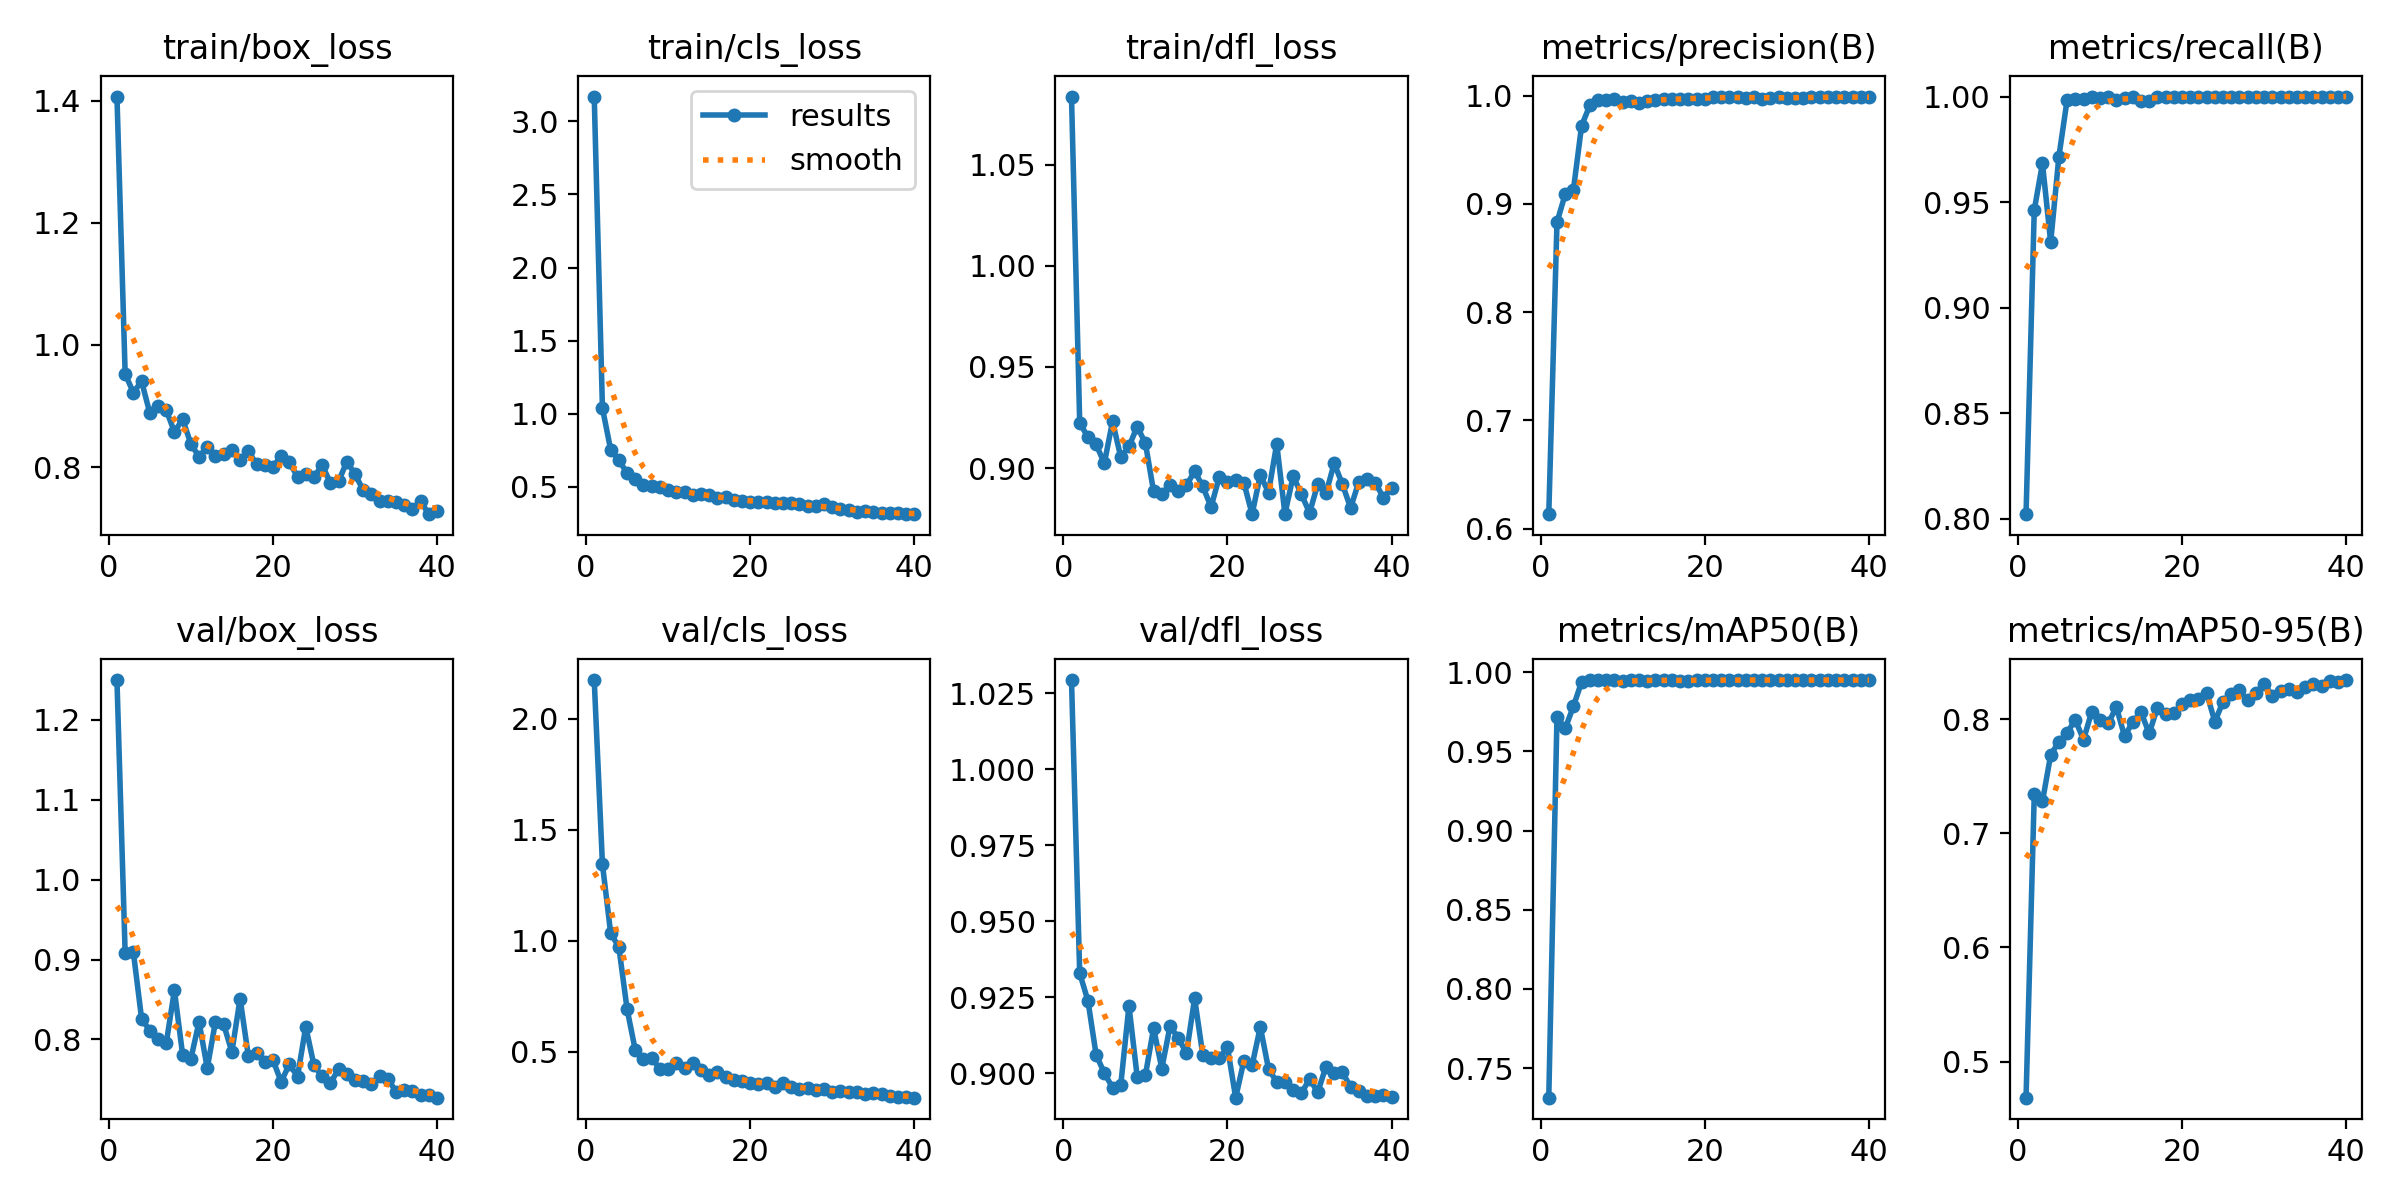 train/box_loss
1.4
1.2
1.0
0.8
0 20 40
train/cls_loss
results
smooth
3.0
2.5
2.0
1.5
1.0
0.5
0 20 40
train/dfl_loss
1.05
1.00
0.95
0.90
0 20 40
metrics/precision(B)
1.0
0.9
0.8
0.7
0.6
0 20 40
metrics/recall(B)
1.00
0.95
0.90
0.85
0.80
0 20 40
val/box_loss
1.2
1.1
1.0
0.9
0.8
0 20 40
val/cls_loss
2.0
1.5
1.0
0.5
0 20 40
val/dfl_loss
1.025
1.000
0.975
0.950
0.925
0.900
0 20 40
metrics/mAP50(B)
1.00
0.95
0.90
0.85
0.80
0.75
0 20 40
metrics/mAP50-95(B)
0.8
0.7
0.6
0.5
0 20 40